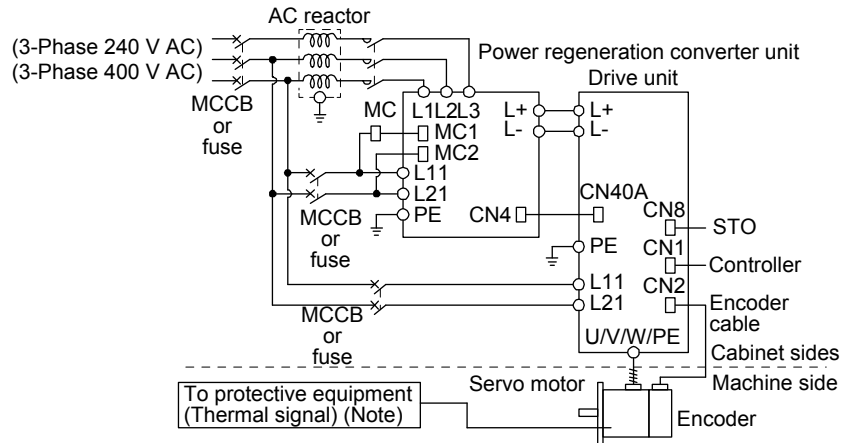 AC reactor
(3-Phase 240 V AC)
(3-Phase 400 V AC)
Power regeneration converter unit
Drive unit
MCCB
or
fuse
MC
L1L2L3
L+
L-
L+
L-
MC1
MC2
L11
L21
PE
CN4
CN40A
MCCB
or
fuse
CN8
STO
PE
CN1
Controller
L11
L21
CN2
Encoder
cable
MCCB
or
fuse
U/V/W/PE
Cabinet sides
Machine side
To protective equipment
(Thermal signal) (Note)
Servo motor
Encoder